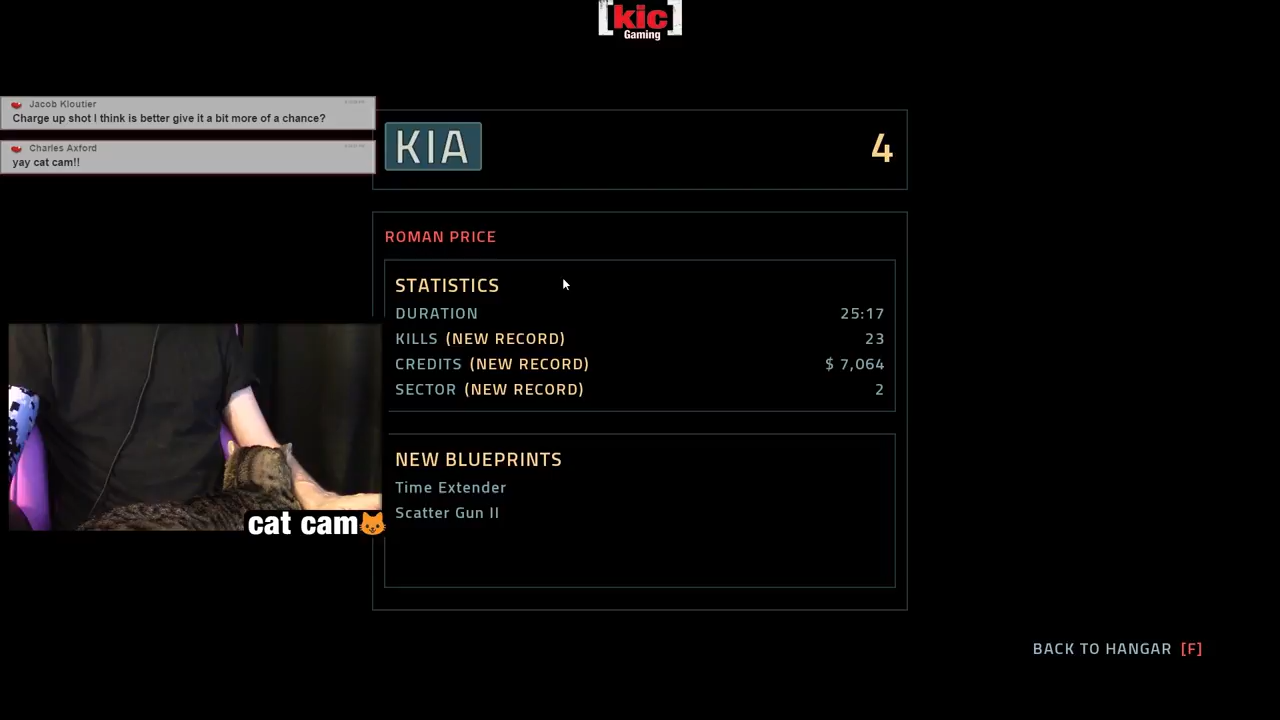 [kic]
Gaming
Jacob Kloutier
Charge up shot I think is better give it a bit more of a chance?
Charles Axford
yay cat cam!!
KIA
4
ROMAN PRICE
STATISTICS
DURATION 25:17
KILLS (NEW RECORD) 23
CREDITS (NEW RECORD) $ 7,064
SECTOR (NEW RECORD) 2
NEW BLUEPRINTS
Time Extender
Scatter Gun II
cat cam🐱
BACK TO HANGAR [F]